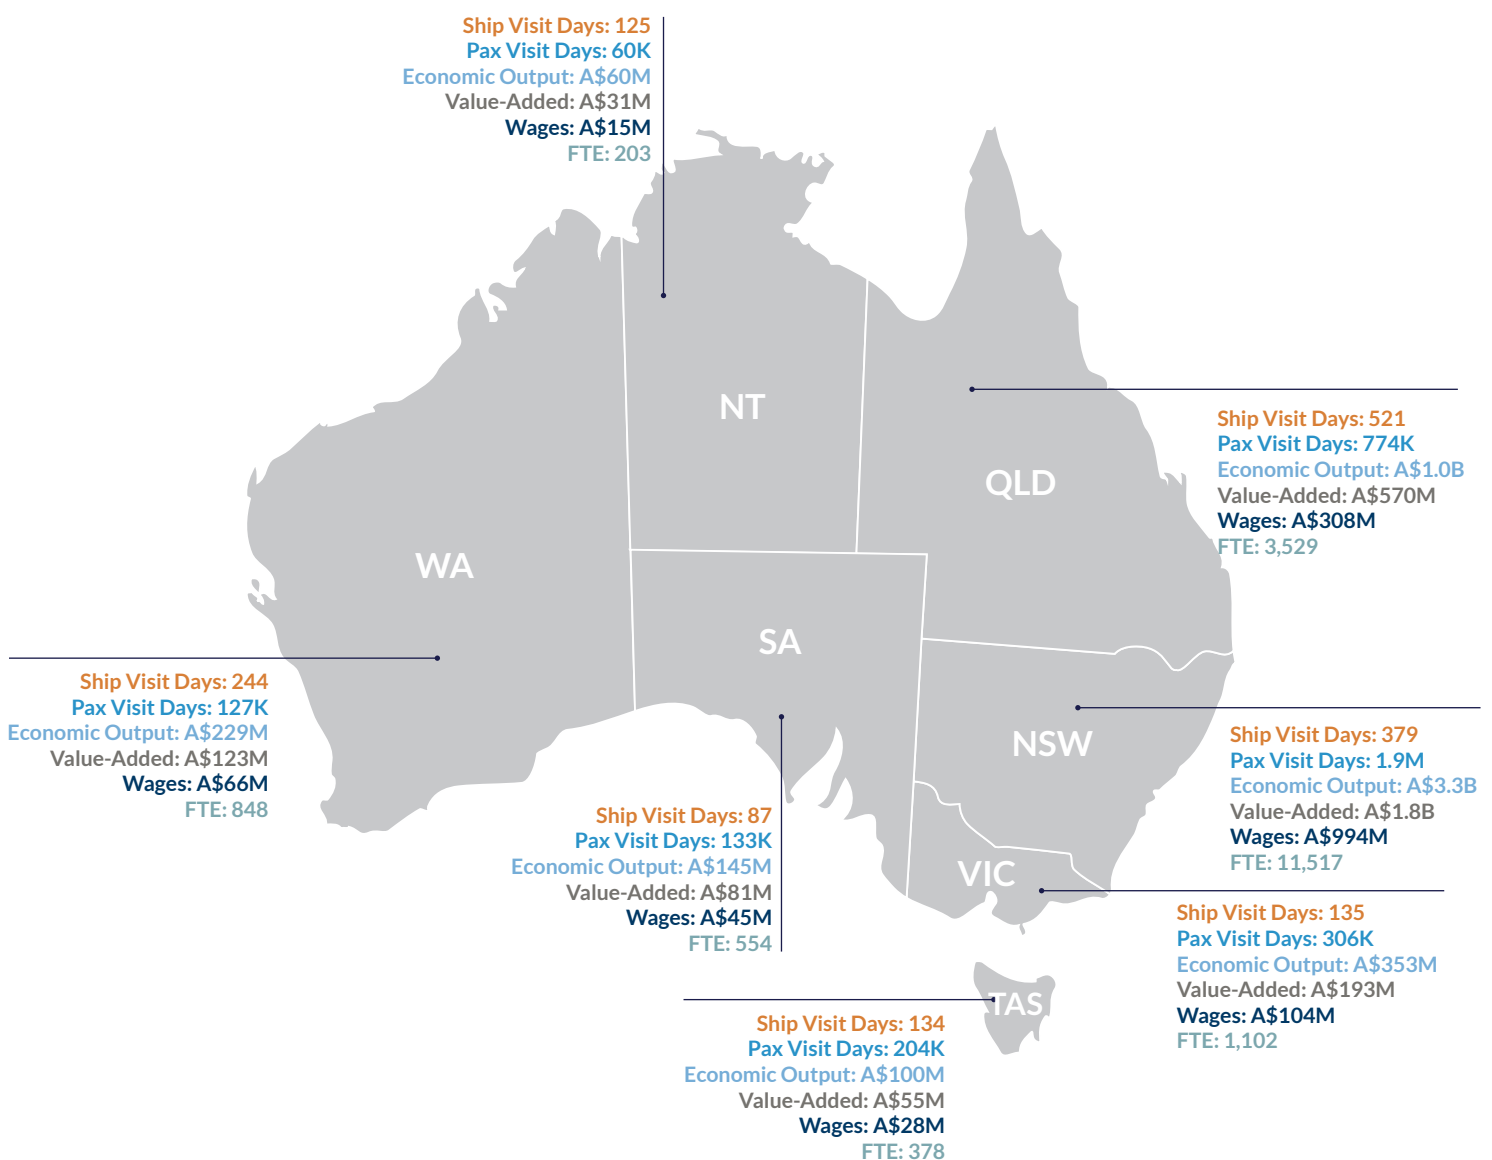 Ship Visit Days: 125
Pax Visit Days: 60K
Economic Output: A$60M
Value-Added: A$31M
Wages: A$15M
FTE: 203
NT
QLD
Ship Visit Days: 521
Pax Visit Days: 774K
Economic Output: A$1.0B
Value-Added: A$570M
Wages: A$308M
FTE: 3,529
WA
SA
Ship Visit Days: 244
Pax Visit Days: 127K
Economic Output: A$229M
Value-Added: A$123M
Wages: A$66M
FTE: 848
NSW
Ship Visit Days: 379
Pax Visit Days: 1.9M
Economic Output: A$3.3B
Value-Added: A$1.8B
Wages: A$994M
FTE: 11,517
Ship Visit Days: 87
Pax Visit Days: 133K
Economic Output: A$145M
Value-Added: A$81M
Wages: A$45M
FTE: 554
VIC
Ship Visit Days: 135
Pax Visit Days: 306K
Economic Output: A$353M
Value-Added: A$193M
Wages: A$104M
FTE: 1,102
TAS
Ship Visit Days: 134
Pax Visit Days: 204K
Economic Output: A$100M
Value-Added: A$55M
Wages: A$28M
FTE: 378